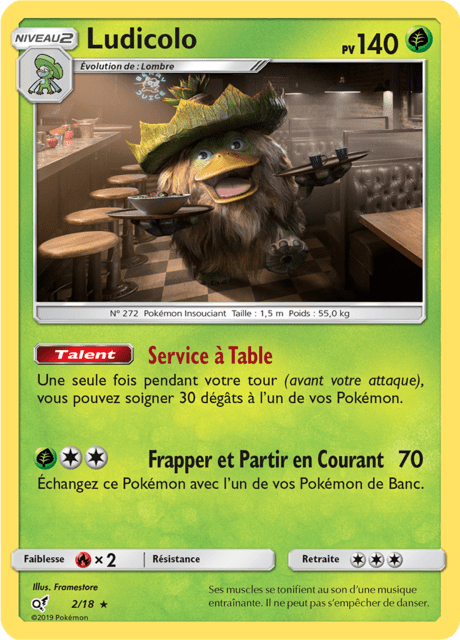 NIVEAU 2
Ludicolo
PV 140
Évolution de : Lombre
Nº 272 Pokémon Insouciant Taille : 1,5 m Poids : 55,0 kg
Talent Service à Table
Une seule fois pendant votre tour (avant votre attaque),
vous pouvez soigner 30 dégâts à l'un de vos Pokémon.
Frapper et Partir en Courant 70
Échangez ce Pokémon avec l'un de vos Pokémon de Banc.
Faiblesse × 2 Résistance Retraite
Illus. Framestore
2/18 ★
©2019 Pokémon
Ses muscles se tonifient au son d'une musique
entraînante. Il ne peut pas s'empêcher de danser.